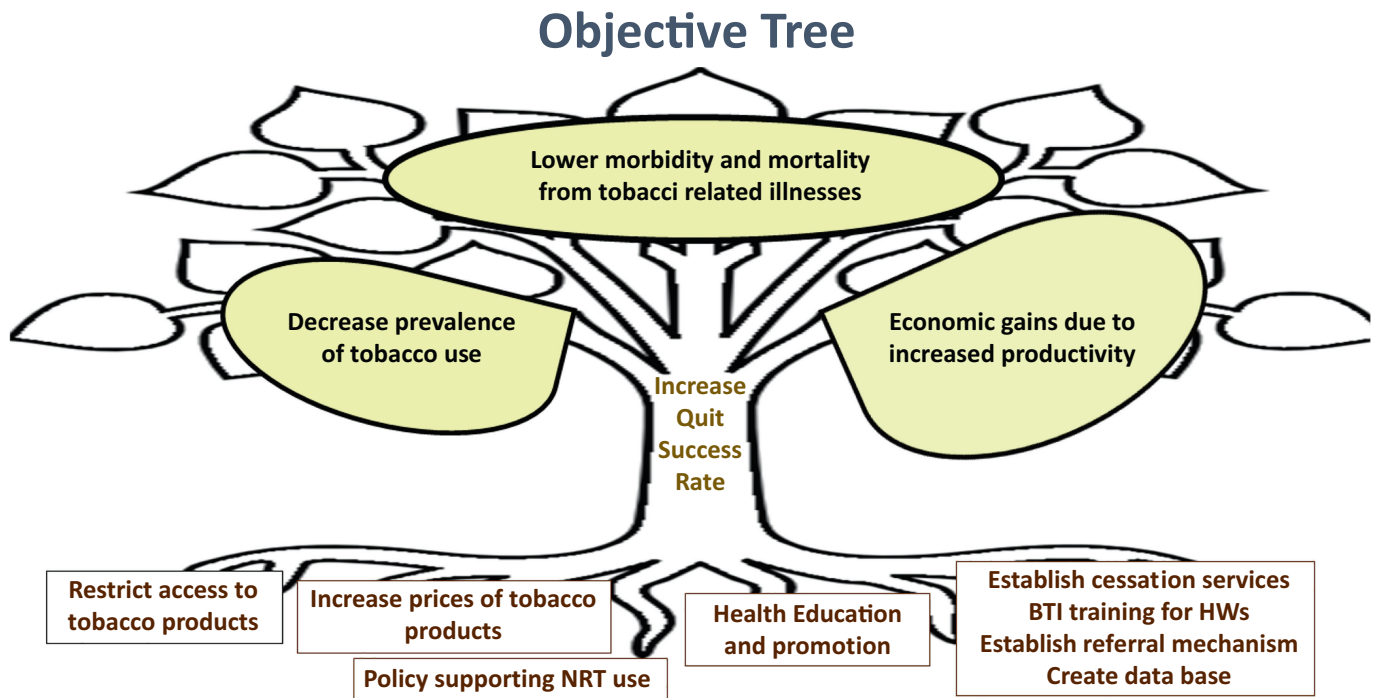 Objective Tree
Lower morbidity and mortality
from tobacci related illnesses
Decrease prevalence
of tobacco use
Economic gains due to
increased productivity
Increase
Quit
Success
Rate
Restrict access to
tobacco products
Increase prices of tobacco
products
Policy supporting NRT use
Health Education
and promotion
Establish cessation services
BTI training for HWs
Establish referral mechanism
Create data base